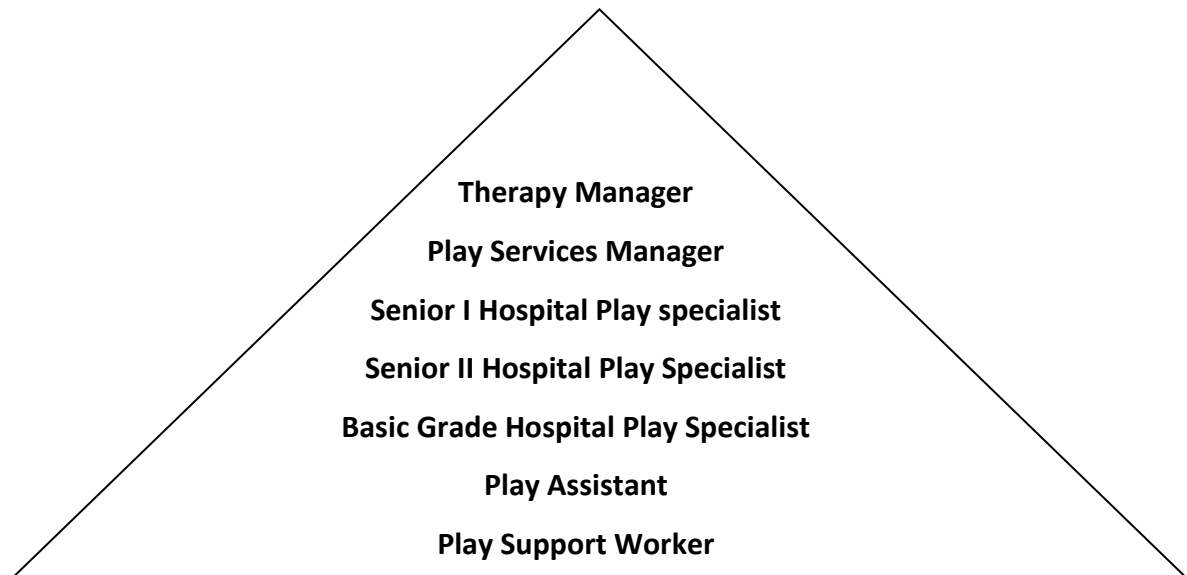 Therapy Manager
Play Services Manager
Senior I Hospital Play specialist
Senior II Hospital Play Specialist
Basic Grade Hospital Play Specialist
Play Assistant
Play Support Worker